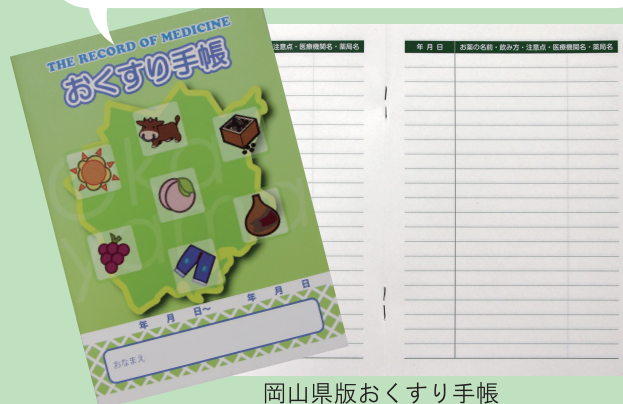 THE RECORD OF MEDICINE
おくすり手帳
Oka
yama
年 月 日～ 年 月 日
おなまえ
注意点・医療機関名・薬局名
年 月 日 お薬の名前・飲み方・注意点・医療機関名・薬局名
岡山県版おくすり手帳